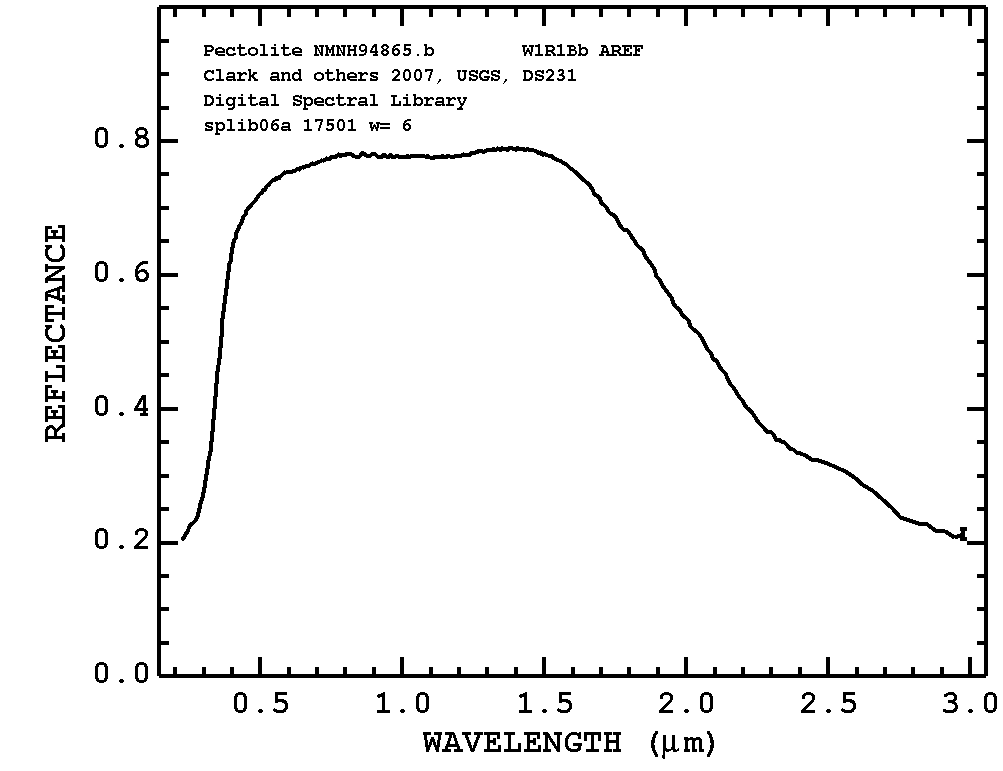 Pectolite NMNH94865.b W1R1Bb AREF
Clark and others 2007, USGS, DS231
Digital Spectral Library
splib06a 17501 w= 6
0.8
0.6
0.4
0.2
0.0
REFLECTANCE
0.5 1.0 1.5 2.0 2.5 3.0
WAVELENGTH (μm)